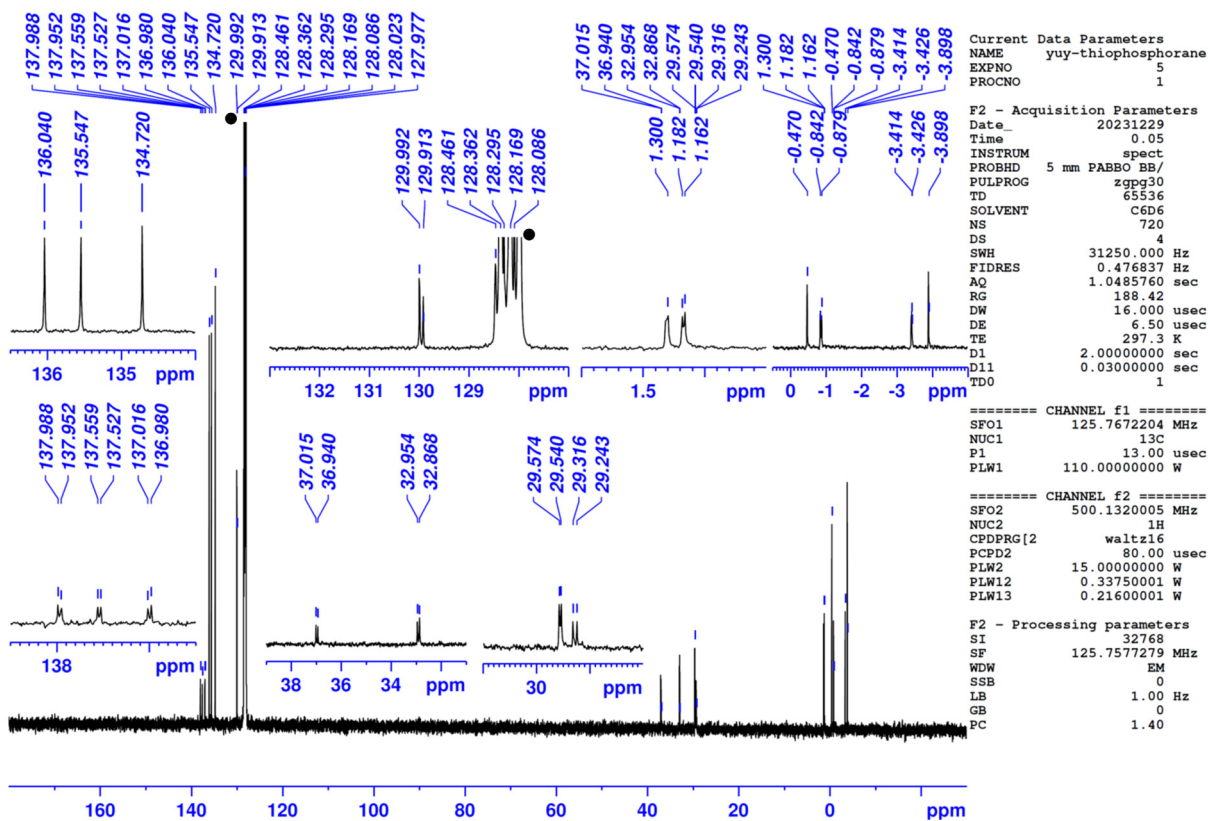 137.988
137.952
137.559
137.527
137.016
136.980
136.040
135.547
134.720
129.992
129.913
128.461
128.362
128.295
128.169
128.086
128.023
127.977
37.015
36.940
32.954
32.868
29.574
29.540
29.316
29.243
1.300
1.182
1.162
-0.470
-0.842
-0.879
-3.414
-3.426
-3.898
136.040
135.547
134.720
136 135 ppm
129.992
129.913
128.461
128.362
128.295
128.169
128.086
132 131 130 129 ppm
1.300
1.182
1.162
1.5 ppm
-0.470
-0.842
-0.879
-3.414
-3.426
-3.898
0 -1 -2 -3 ppm
137.988
137.952
137.559
137.527
137.016
136.980
138 ppm
37.015
36.940
32.954
32.868
38 36 34 ppm
29.574
29.540
29.316
29.243
30 ppm
160 140 120 100 80 60 40 20 0 ppm
Current Data Parameters
NAME yuy-thiophosphorane
EXPNO 5
PROCNO 1
F2 - Acquisition Parameters
Date_ 20231229
Time 0.05
INSTRUM spect
PROBHD 5 mm PABBO BB/
PULPROG zgpg30
TD 65536
SOLVENT C6D6
NS 720
DS 4
SWH 31250.000 Hz
FIDRES 0.476837 Hz
AQ 1.0485760 sec
RG 188.42
DW 16.000 usec
DE 6.50 usec
TE 297.3 K
D1 2.00000000 sec
D11 0.03000000 sec
TD0 1
======== CHANNEL f1 ========
SFO1 125.7672204 MHz
NUC1 13C
P1 13.00 usec
PLW1 110.00000000 W
======== CHANNEL f2 ========
SFO2 500.1320005 MHz
NUC2 1H
CPDPRG[2 waltz16
PCPD2 80.00 usec
PLW2 15.00000000 W
PLW12 0.33750001 W
PLW13 0.21600001 W
F2 - Processing parameters
SI 32768
SF 125.7577279 MHz
WDW EM
SSB 0
LB 1.00 Hz
GB 0
PC 1.40